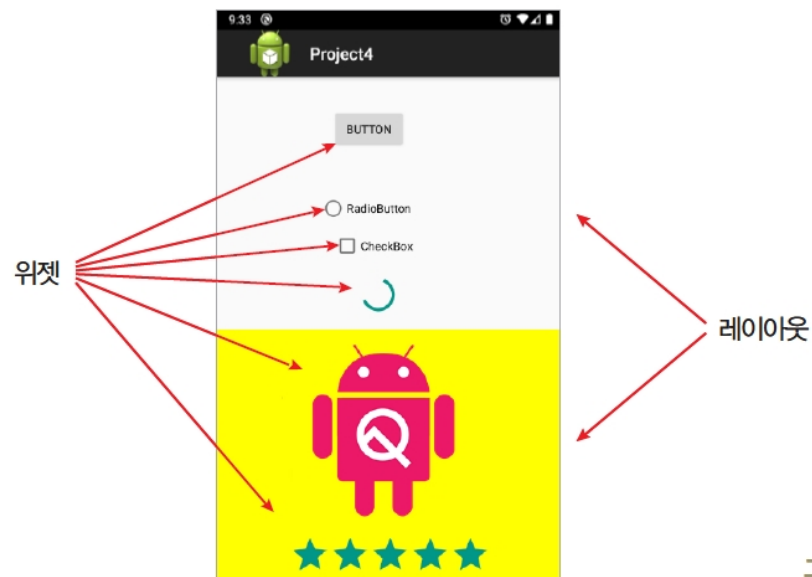 9:33
Project4
BUTTON
RadioButton
CheckBox
위젯
레이아웃